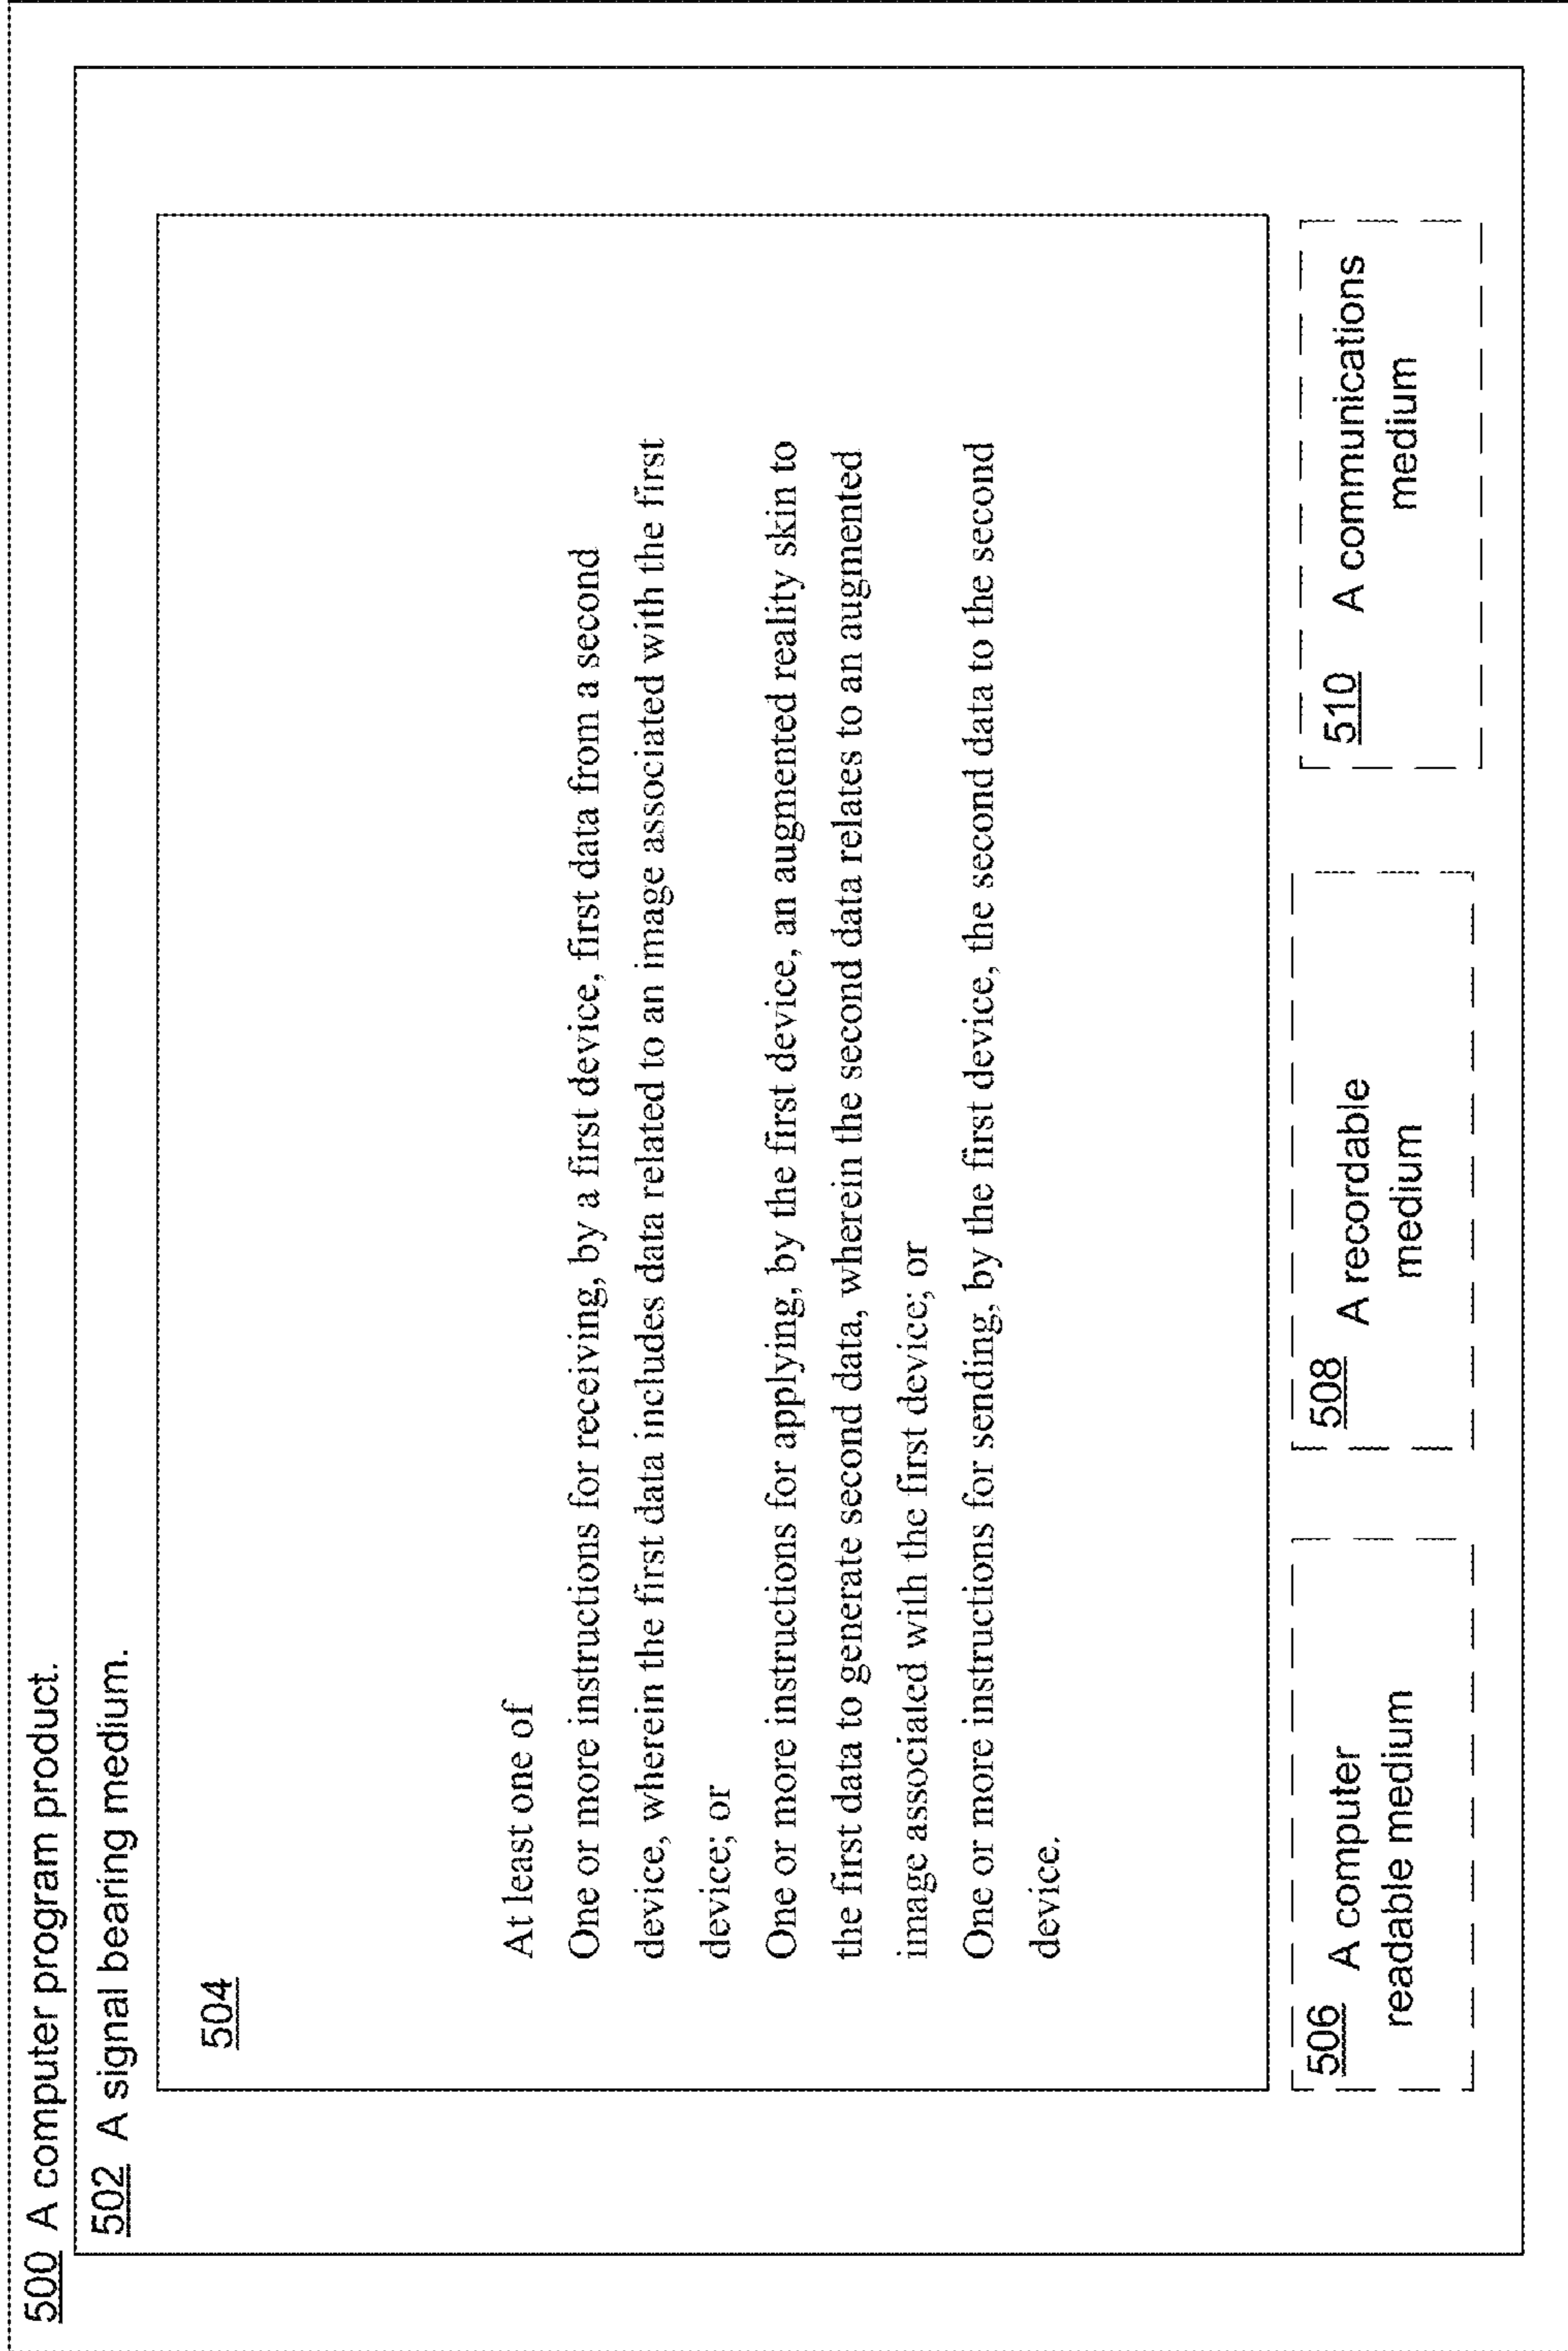 500 A computer program product.
502 A signal bearing medium.
504
At least one of
One or more instructions for receiving, by a first device, first data from a second
device, wherein the first data includes data related to an image associated with the first
device; or
One or more instructions for applying, by the first device, an augmented reality skin to
the first data to generate second data, wherein the second data relates to an augmented
image associated with the first device; or
One or more instructions for sending, by the first device, the second data to the second
device.
506 A computer
readable medium
508 A recordable
medium
510 A communications
medium